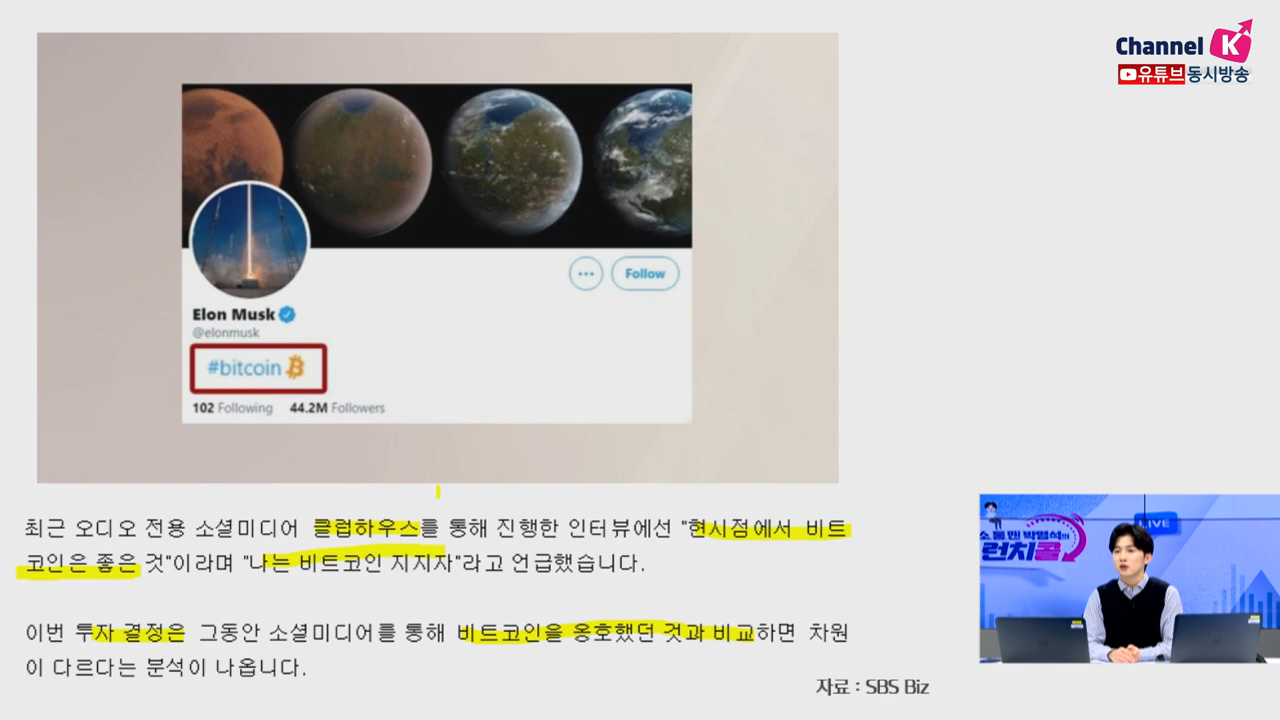 Channel K
유튜브동시방송
Elon Musk
@elonmusk
#bitcoin
102 Following 44.2M Followers
Follow
최근 오디오 전용 소셜미디어 클럽하우스를 통해 진행한 인터뷰에선 "현시점에서 비트
코인은 좋은 것"이라며 "나는 비트코인 지지자"라고 언급했습니다.
이번 투자 결정은 그동안 소셜미디어를 통해 비트코인을 옹호했던 것과 비교하면 차원
이 다르다는 분석이 나옵니다.
자료 : SBS Biz
LIVE
런치콜